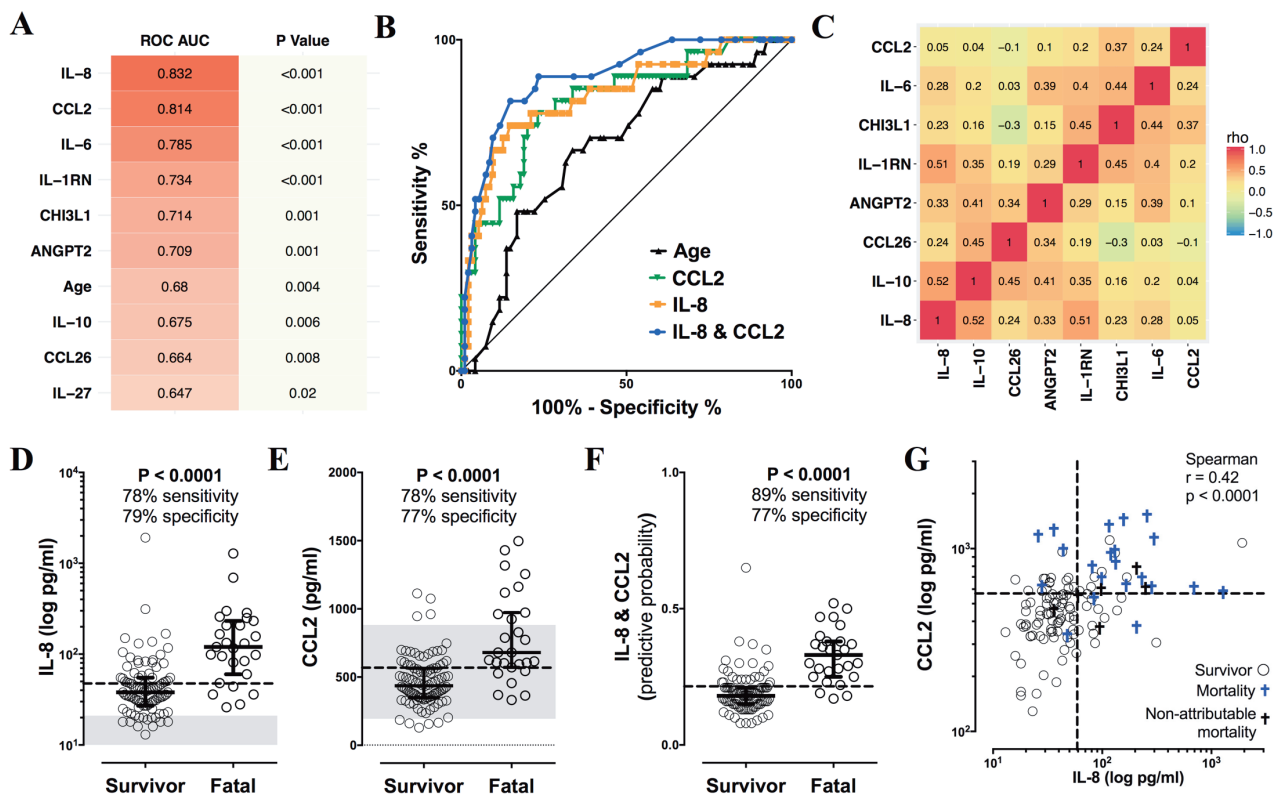 A
ROC AUC P Value
IL−8 0.832 <0.001
CCL2 0.814 <0.001
IL−6 0.785 <0.001
IL−1RN 0.734 <0.001
CHI3L1 0.714 0.001
ANGPT2 0.709 0.001
Age 0.68 0.004
IL−10 0.675 0.006
CCL26 0.664 0.008
IL−27 0.647 0.02
B
Sensitivity %
100
50
0
0 50 100
100% - Specificity %
Age
CCL2
IL-8
IL-8 & CCL2
C
CCL2 0.05 0.04 −0.1 0.1 0.2 0.37 0.24 1
IL−6 0.28 0.2 0.03 0.39 0.4 0.44 1 0.24
CHI3L1 0.23 0.16 −0.3 0.15 0.45 1 0.44 0.37
IL−1RN 0.51 0.35 0.19 0.29 1 0.45 0.4 0.2
ANGPT2 0.33 0.41 0.34 1 0.29 0.15 0.39 0.1
CCL26 0.24 0.45 1 0.34 0.19 −0.3 0.03 −0.1
IL−10 0.52 1 0.45 0.41 0.35 0.16 0.2 0.04
IL−8 1 0.52 0.24 0.33 0.51 0.23 0.28 0.05
IL−8 IL−10 CCL26 ANGPT2 IL−1RN CHI3L1 IL−6 CCL2
rho
1.0
0.5
0.0
−0.5
−1.0
D
IL-8 (log pg/ml)
P < 0.0001
78% sensitivity
79% specificity
10⁴
10³
10²
10¹
Survivor Fatal
E
CCL2 (pg/ml)
P < 0.0001
78% sensitivity
77% specificity
2000
1500
1000
500
0
Survivor Fatal
F
IL-8 & CCL2
(predictive probability)
P < 0.0001
89% sensitivity
77% specificity
1.0
0.5
0.0
Survivor Fatal
G
CCL2 (log pg/ml)
Spearman
r = 0.42
p < 0.0001
10³
10²
Survivor
Mortality
Non-attributable
mortality
10¹ 10² 10³
IL-8 (log pg/ml)